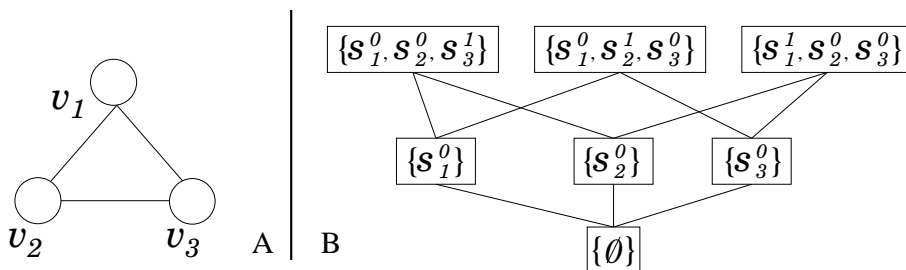 v_1
v_2 v_3 A
{s_1^0, s_2^0, s_3^1} {s_1^0, s_2^1, s_3^0} {s_1^1, s_2^0, s_3^0}
{s_1^0} {s_2^0} {s_3^0}
B {∅}